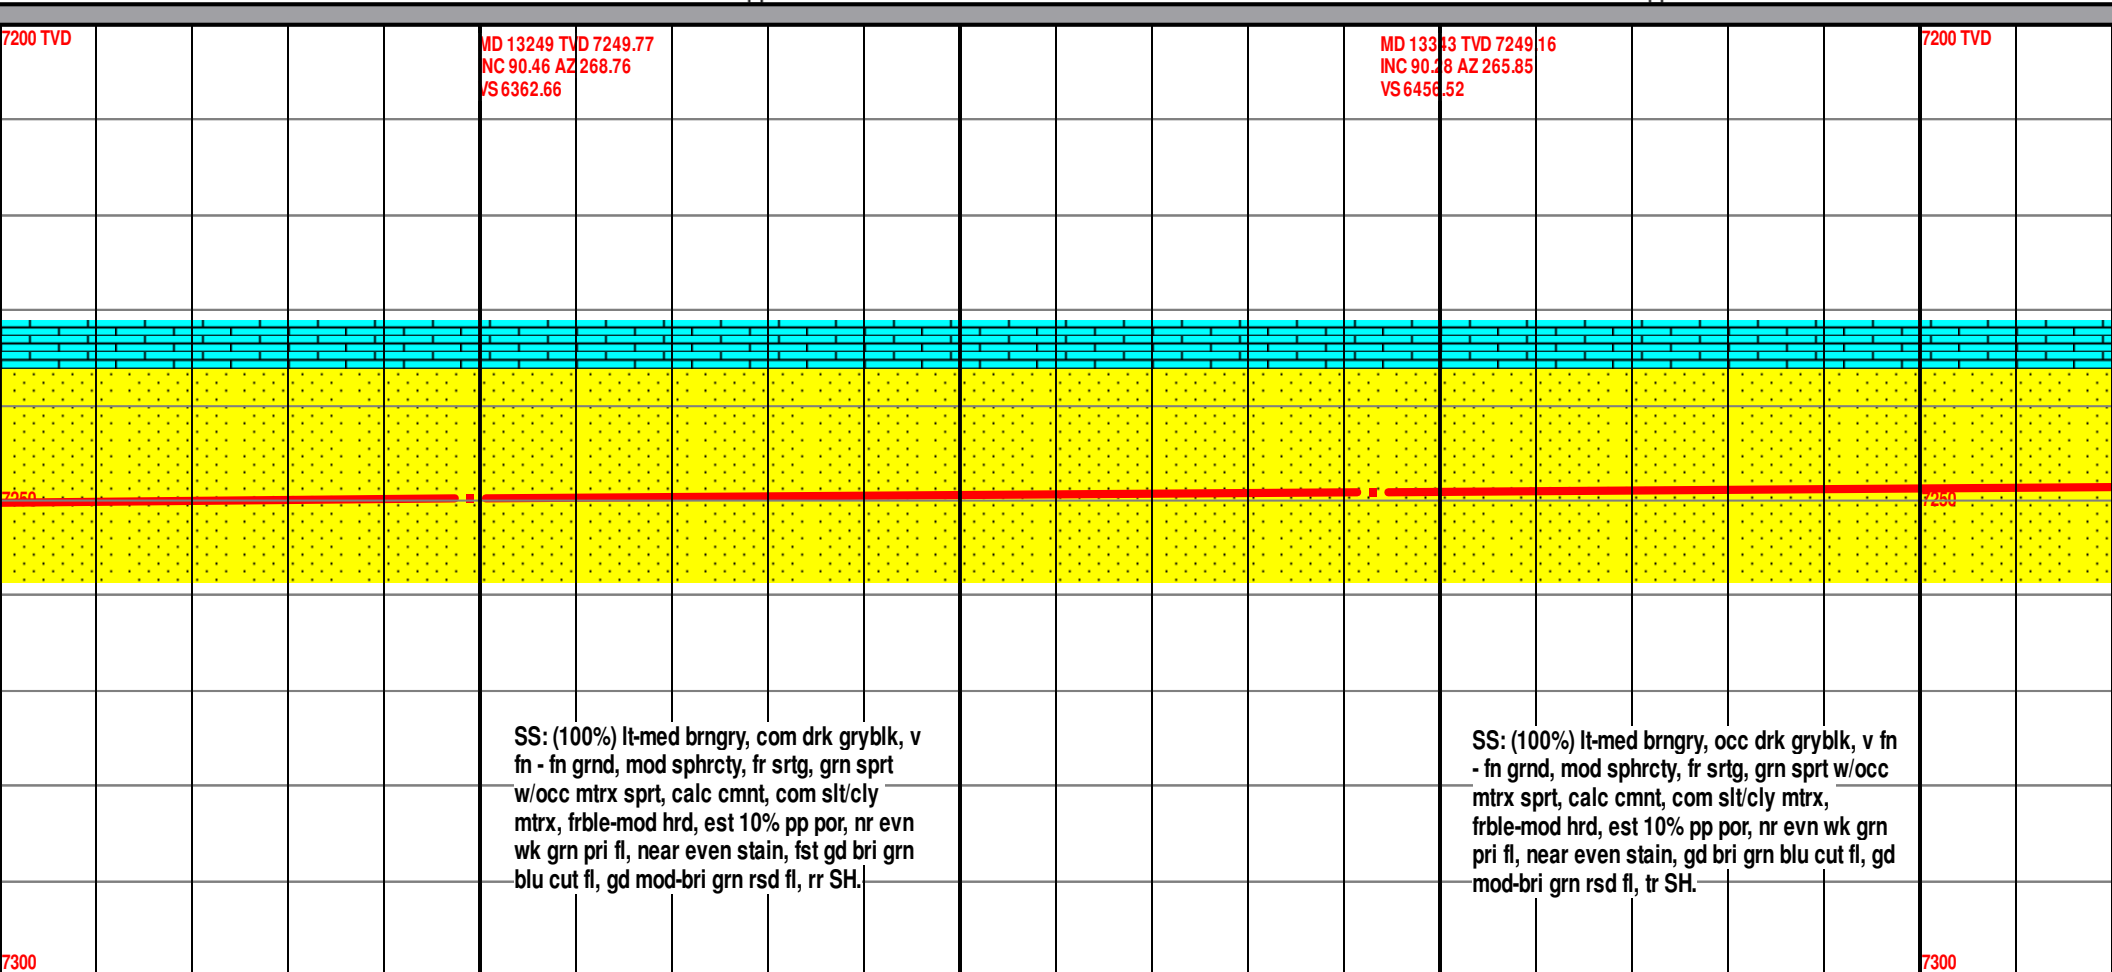 7200 TVD
MD 13249 TVD 7249.77
INC 90.46 AZ 268.76
VS 6362.66
MD 13343 TVD 7249.16
INC 90.28 AZ 265.85
VS 6456.52
7200 TVD
7250
7250
SS: (100%) lt-med brngry, com drk gryblk, v
fn - fn grnd, mod sphrcty, fr srtg, grn sprt
w/occ mtrx sprt, calc cmnt, com slt/cly
mtrx, frble-mod hrd, est 10% pp por, nr evn
wk grn pri fl, near even stain, fst gd bri grn
blu cut fl, gd mod-bri grn rsd fl, rr SH.
SS: (100%) lt-med brngry, occ drk gryblk, v fn
- fn grnd, mod sphrcty, fr srtg, grn sprt w/occ
mtrx sprt, calc cmnt, com slt/cly mtrx,
frble-mod hrd, est 10% pp por, nr evn wk grn
pri fl, near even stain, gd bri grn blu cut fl, gd
mod-bri grn rsd fl, tr SH.
7300
7300